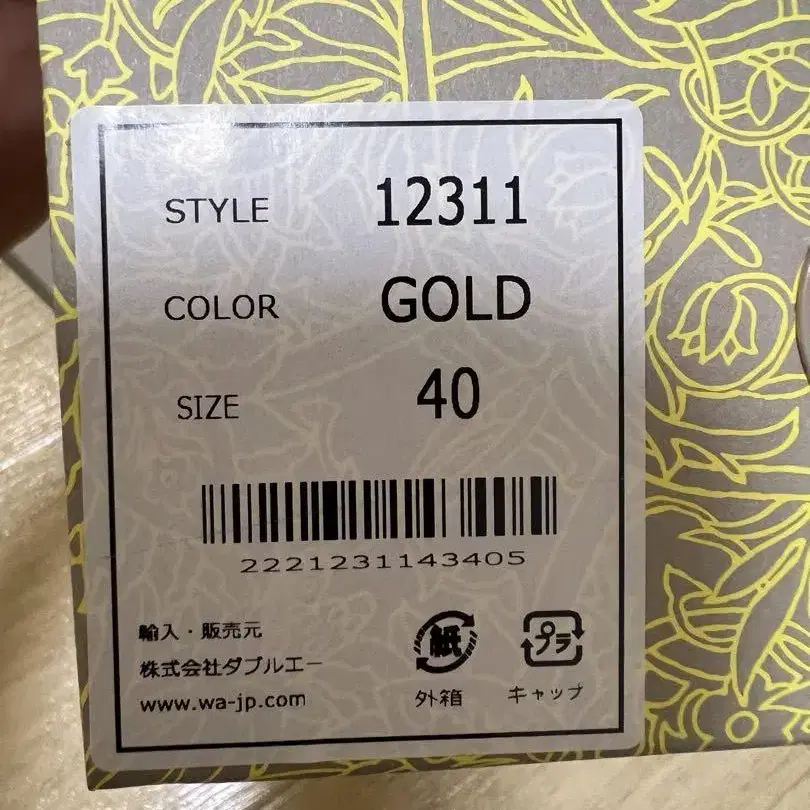 STYLE 12311
COLOR GOLD
SIZE 40
2221231143405
輸入・販売元
株式会社ダブルエー
www.wa-jp.com
紙 プラ
外箱 キャップ